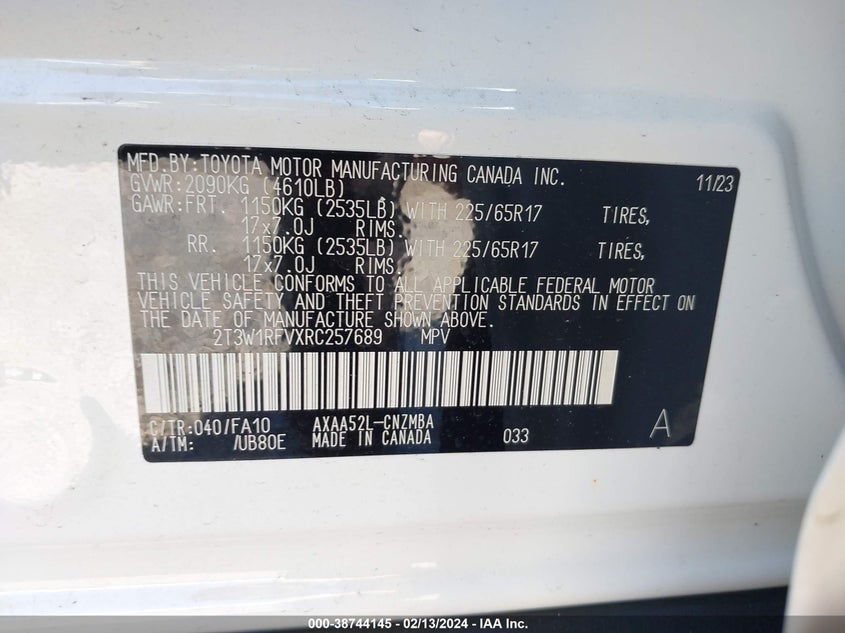 MFD.BY:TOYOTA MOTOR MANUFACTURING CANADA INC. 11/23
GVWR:2090KG (4610LB)
GAWR:FRT. 1150KG (2535LB) WITH 225/65R17 TIRES,
17x7.0J RIMS.
RR. 1150KG (2535LB) WITH 225/65R17 TIRES,
17x7.0J RIMS.
THIS VEHICLE CONFORMS TO ALL APPLICABLE FEDERAL MOTOR
VEHICLE SAFETY AND THEFT PREVENTION STANDARDS IN EFFECT ON
THE DATE OF MANUFACTURE SHOWN ABOVE.
2T3W1RFVXRC257689 MPV
C/TR:040/FA10 AXAA52L-CNZMBA
A/TM: /UB80E MADE IN CANADA 033 A
000-38744145 - 02/13/2024 - IAA Inc.